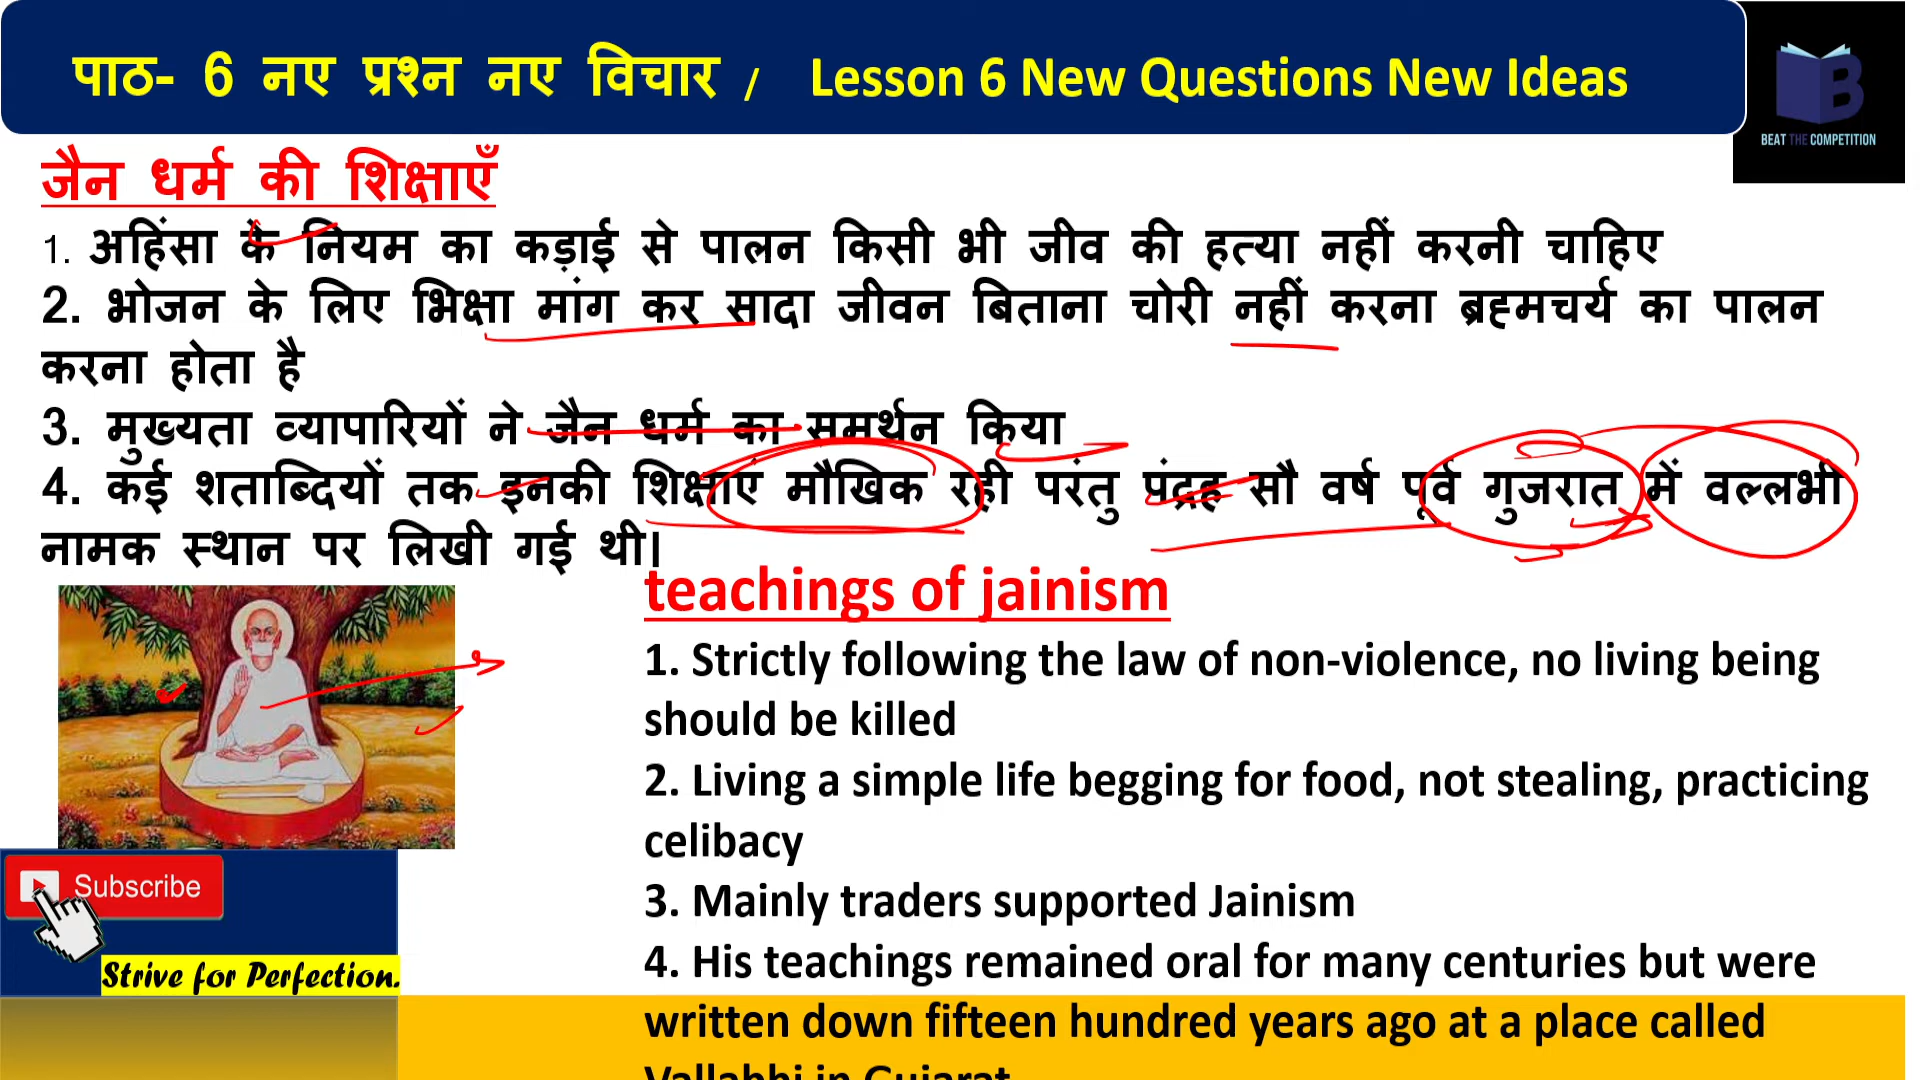 पाठ- 6 नए प्रश्न नए विचार / Lesson 6 New Questions New Ideas
BEAT THE COMPETITION
जैन धर्म की शिक्षाएँ
1. अहिंसा के नियम का कड़ाई से पालन किसी भी जीव की हत्या नहीं करनी चाहिए
2. भोजन के लिए भिक्षा मांग कर सादा जीवन बिताना चोरी नहीं करना ब्रह्मचर्य का पालन
करना होता है
3. मुख्यता व्यापारियों ने जैन धर्म का समर्थन किया
4. कई शताब्दियों तक इनकी शिक्षाएं मौखिक रही परंतु पंद्रह सौ वर्ष पूर्व गुजरात में वल्लभी
नामक स्थान पर लिखी गई थी।
teachings of jainism
1. Strictly following the law of non-violence, no living being
should be killed
2. Living a simple life begging for food, not stealing, practicing
celibacy
3. Mainly traders supported Jainism
4. His teachings remained oral for many centuries but were
written down fifteen hundred years ago at a place called
Vallabhi in Gujarat
Subscribe
Strive for Perfection.